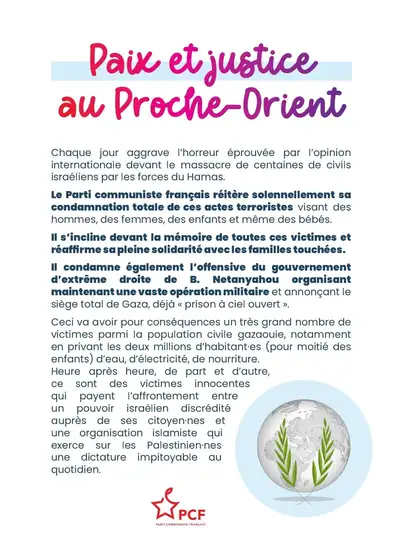 Paix et justice
au Proche-Orient
Chaque jour aggrave l'horreur éprouvée par l'opinion
internationale devant le massacre de centaines de civils
israéliens par les forces du Hamas.
Le Parti communiste français réitère solennellement sa
condamnation totale de ces actes terroristes visant des
hommes, des femmes, des enfants et même des bébés.
Il s'incline devant la mémoire de toutes ces victimes et
réaffirme sa pleine solidarité avec les familles touchées.
Il condamne également l'offensive du gouvernement
d'extrême droite de B. Netanyahou organisant
maintenant une vaste opération militaire et annonçant le
siège total de Gaza, déjà « prison à ciel ouvert ».
Ceci va avoir pour conséquences un très grand nombre de
victimes parmi la population civile gazaouie, notamment
en privant les deux millions d'habitant·es (pour moitié des
enfants) d'eau, d'électricité, de nourriture.
Heure après heure, de part et d'autre,
ce sont des victimes innocentes
qui payent l'affrontement entre
un pouvoir israélien discrédité
auprès de ses citoyen·nes et
une organisation islamiste qui
exerce sur les Palestinien·nes
une dictature impitoyable au
quotidien.
PCF
PARTI COMMUNISTE FRANÇAIS